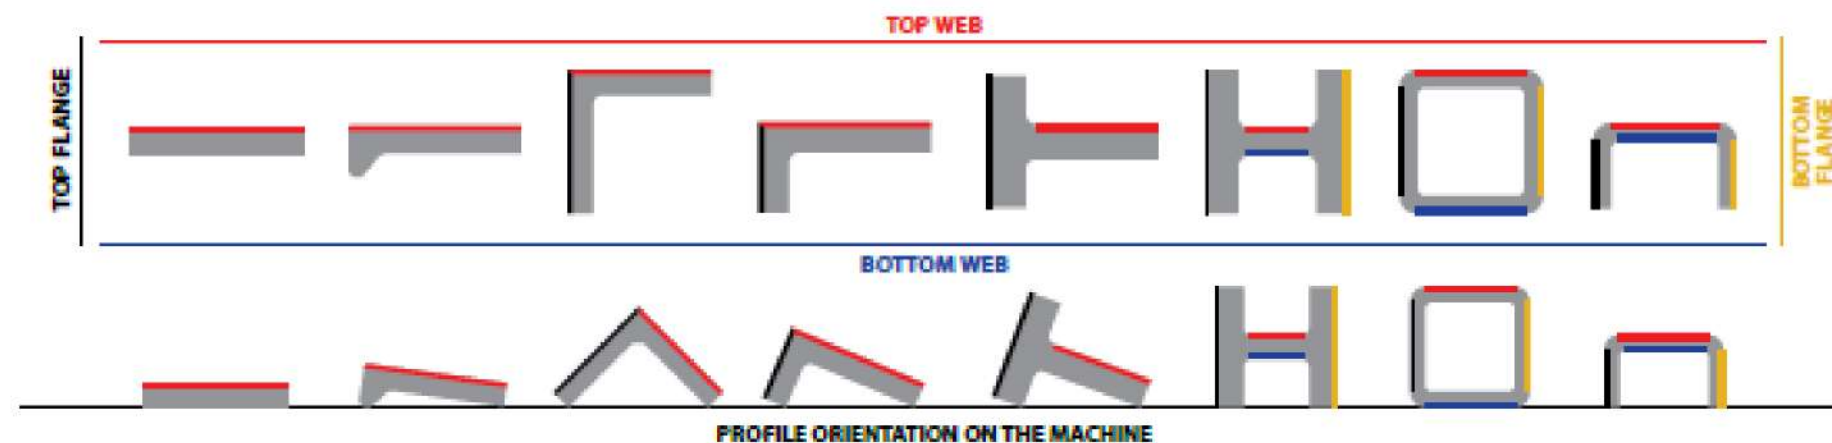 TOP WEB
TOP FLANGE
BOTTOM
FLANGE
BOTTOM WEB
PROFILE ORIENTATION ON THE MACHINE